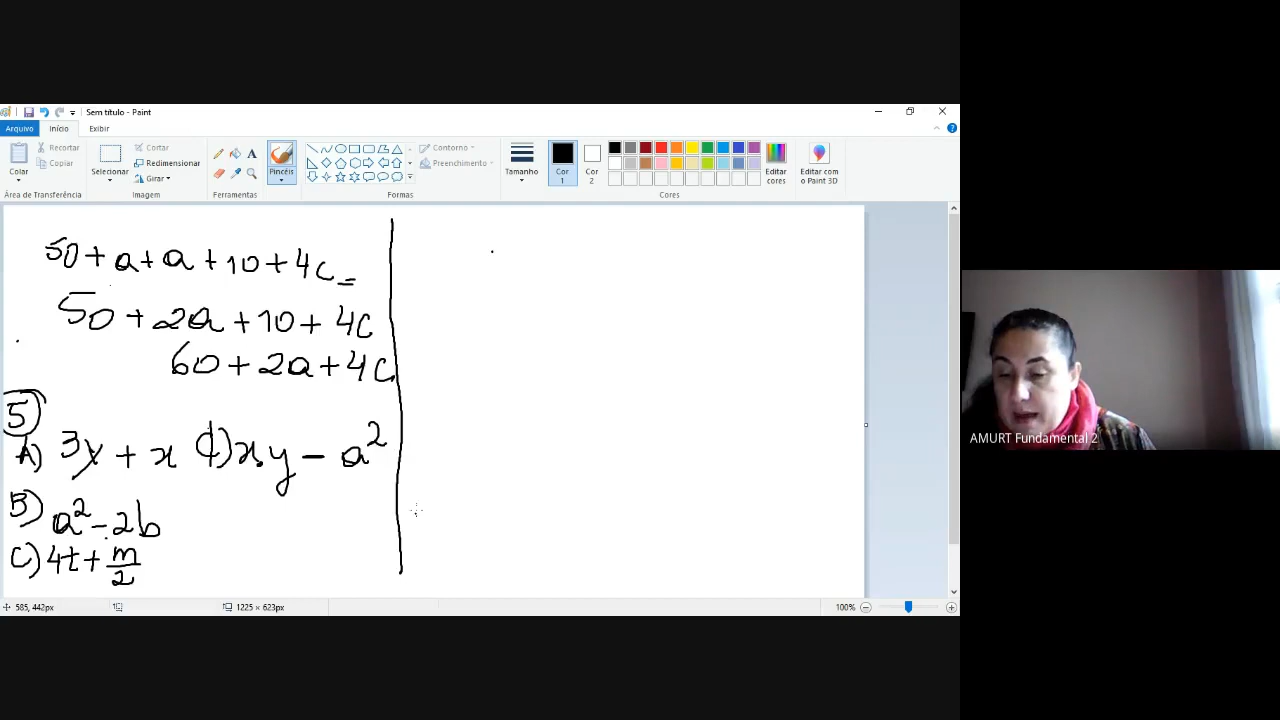 Sem título - Paint
Arquivo Início Exibir
Colar
Recortar
Copiar
Área de Transferência
Selecionar
Cortar
Redimensionar
Girar
Imagem
Ferramentas
Pincéis
Contorno
Preenchimento
Formas
Tamanho
Cor 1
Cor 2
Editar cores
Cores
Editar com o Paint 3D
50+a+a+10+4c=
50+2a+10+4c
60+2a+4c
5
A) 3y+x d) x.y-a²
B) a²-2b
C) 4t+m/2
AMURT Fundamental 2
585, 442px
1225 × 623px
100%